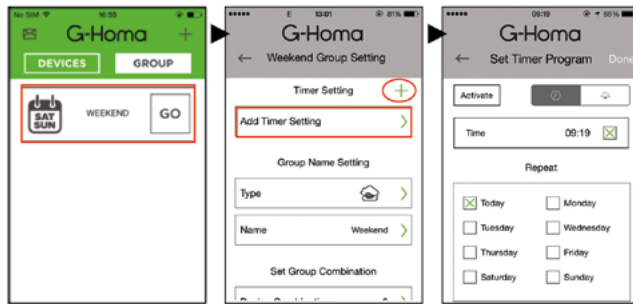 No SIM 16:55
G-Homa
DEVICES GROUP
SAT
SUN
WEEKEND GO
E 13:01 81%
G-Homa
Weekend Group Setting
Timer Setting
Add Timer Setting
Group Name Setting
Type
Name Weekend
Set Group Combination
09:19 88%
G-Homa
Set Timer Program Done
Activate
Time 09:19
Repeat
Today Monday
Tuesday Wednesday
Thursday Friday
Saturday Sunday